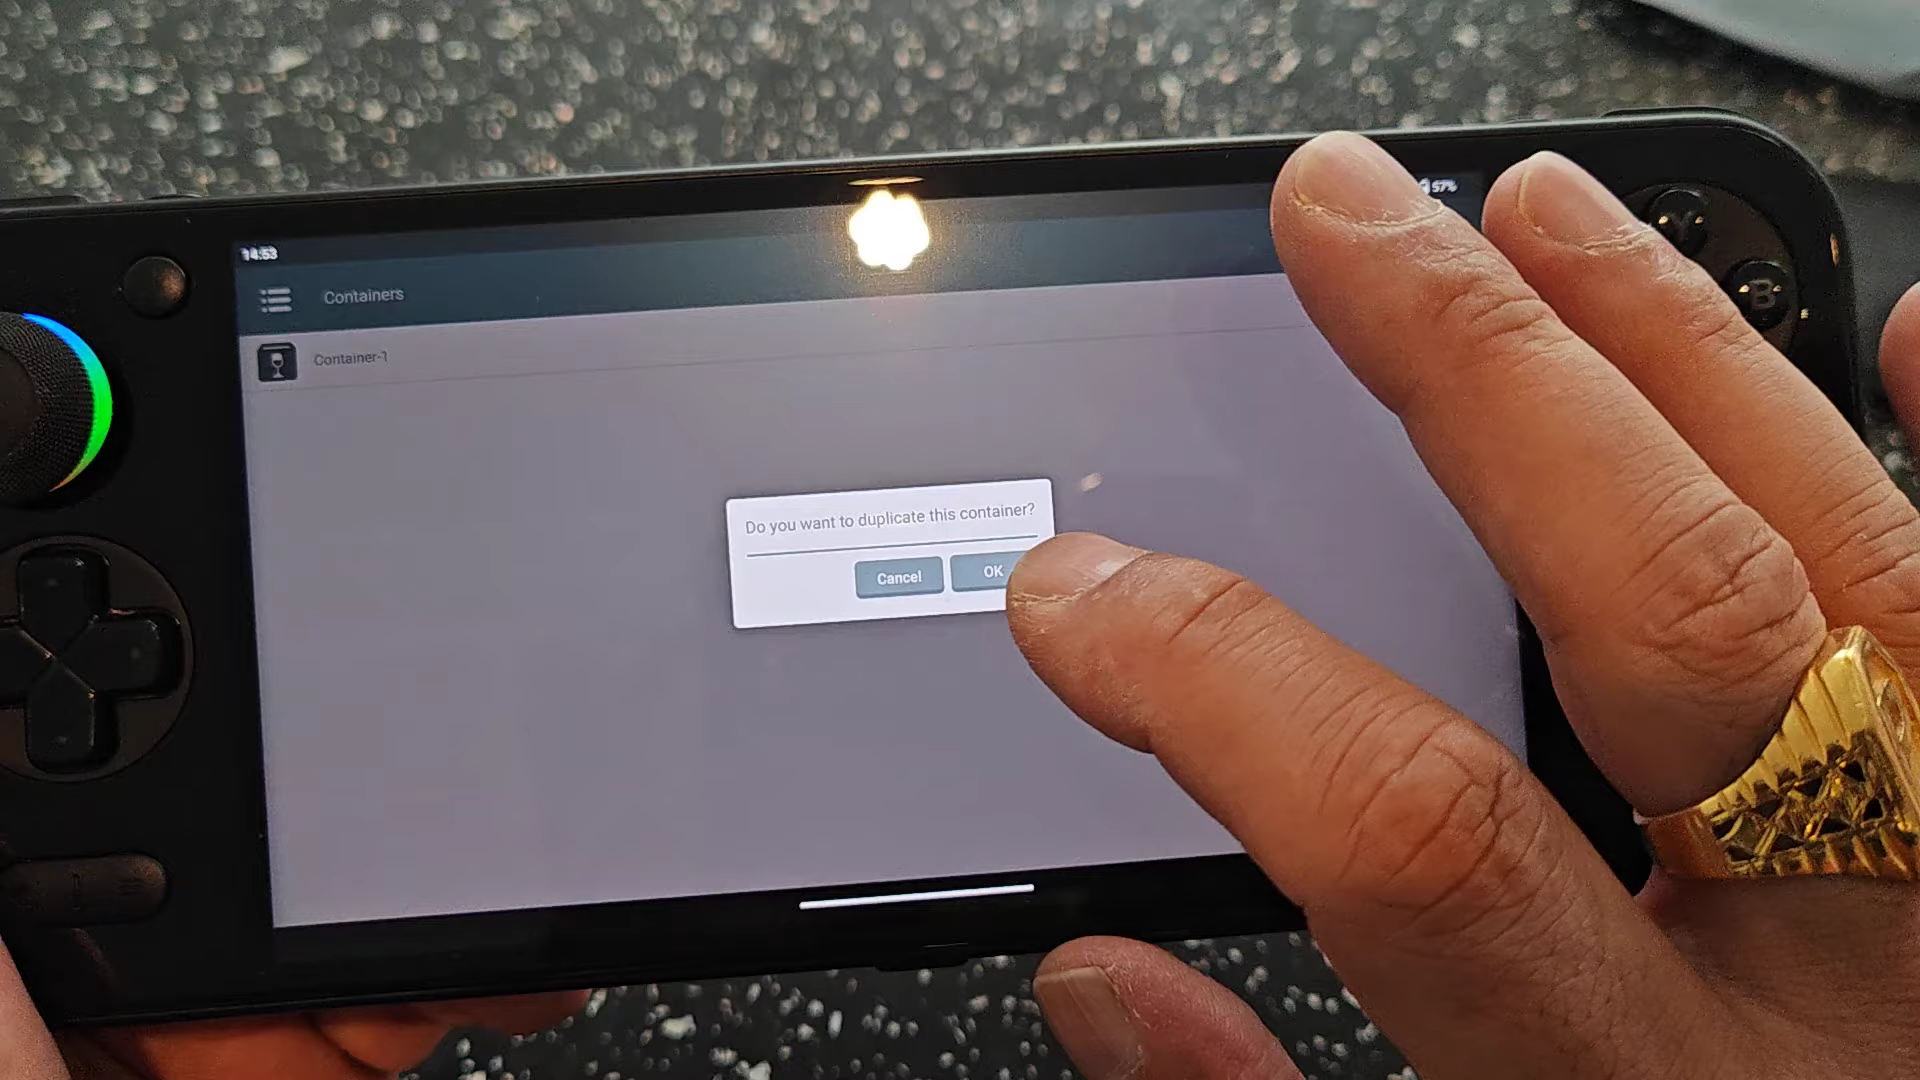 14:53
57%
Containers
Container-1
Do you want to duplicate this container?
Cancel
OK
Y
B